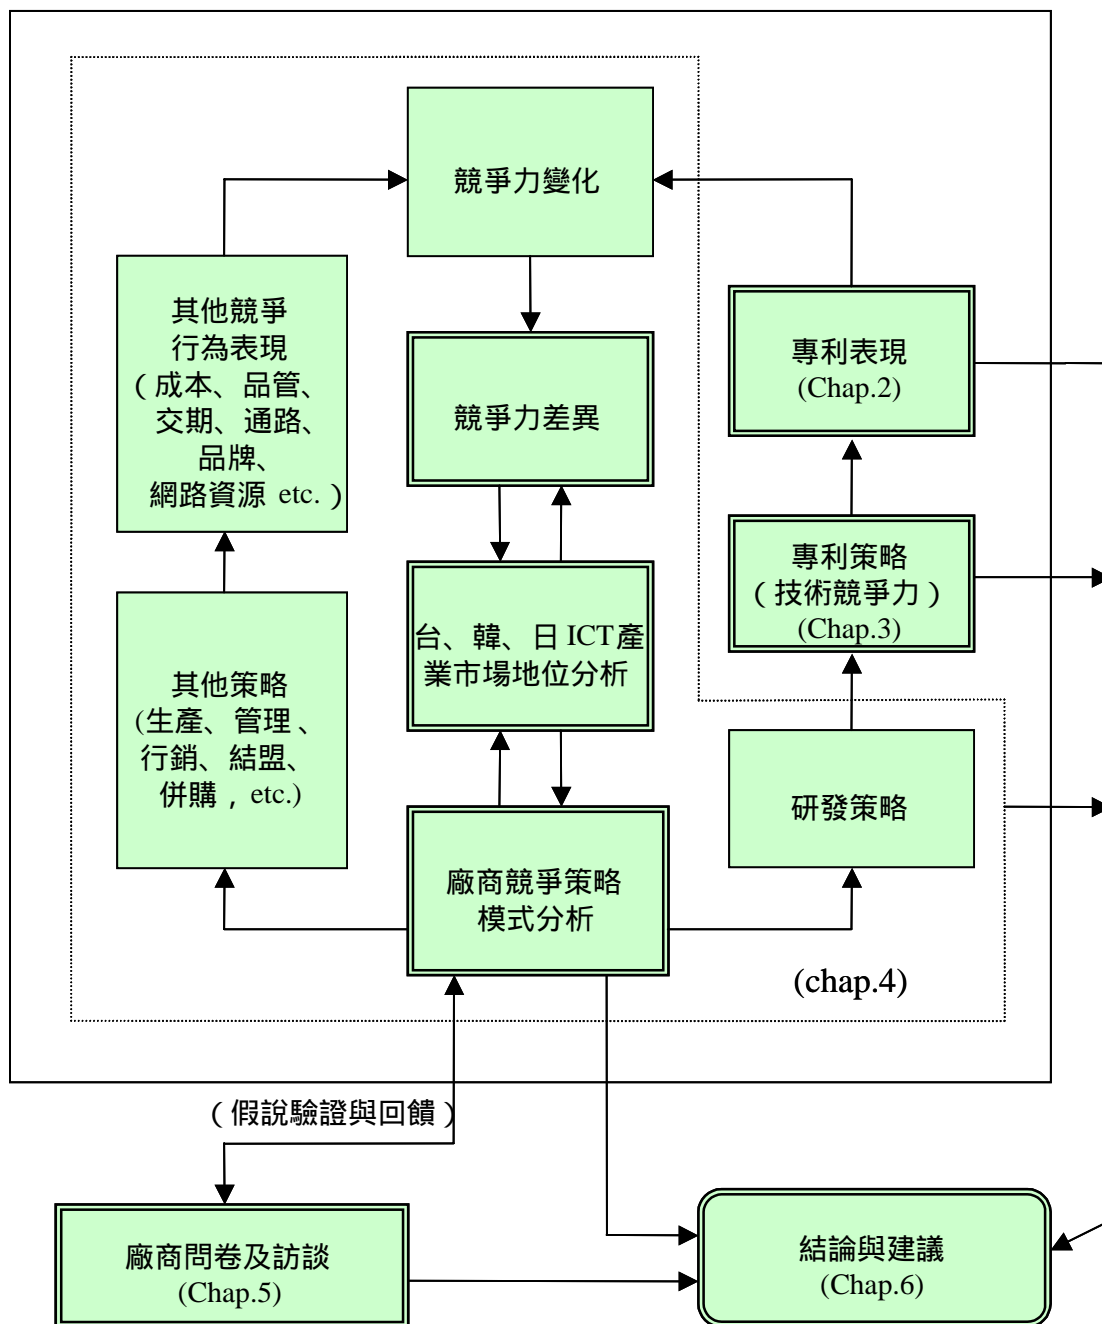 競爭力變化
其他競爭
行為表現
（成本、品管、
交期、通路、
品牌、
網路資源 etc.）
競爭力差異
專利表現
(Chap.2)
專利策略
（技術競爭力）
(Chap.3)
台、韓、日 ICT產
業市場地位分析
其他策略
(生產、管理、
行銷、結盟、
併購，etc.)
研發策略
廠商競爭策略
模式分析
(chap.4)
（假說驗證與回饋）
廠商問卷及訪談
(Chap.5)
結論與建議
(Chap.6)